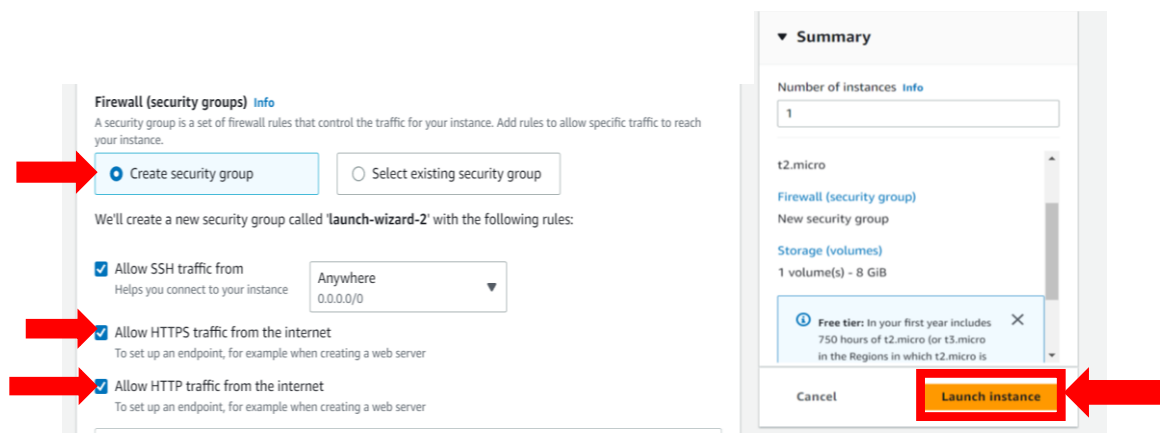 Firewall (security groups) Info
A security group is a set of firewall rules that control the traffic for your instance. Add rules to allow specific traffic to reach
your instance.
Create security group
Select existing security group
We'll create a new security group called 'launch-wizard-2' with the following rules:
Allow SSH traffic from
Helps you connect to your instance
Anywhere
0.0.0.0/0
Allow HTTPS traffic from the internet
To set up an endpoint, for example when creating a web server
Allow HTTP traffic from the internet
To set up an endpoint, for example when creating a web server
Summary
Number of instances Info
1
t2.micro
Firewall (security group)
New security group
Storage (volumes)
1 volume(s) - 8 GiB
Free tier: In your first year includes
750 hours of t2.micro (or t3.micro
in the Regions in which t2.micro is
Cancel
Launch instance